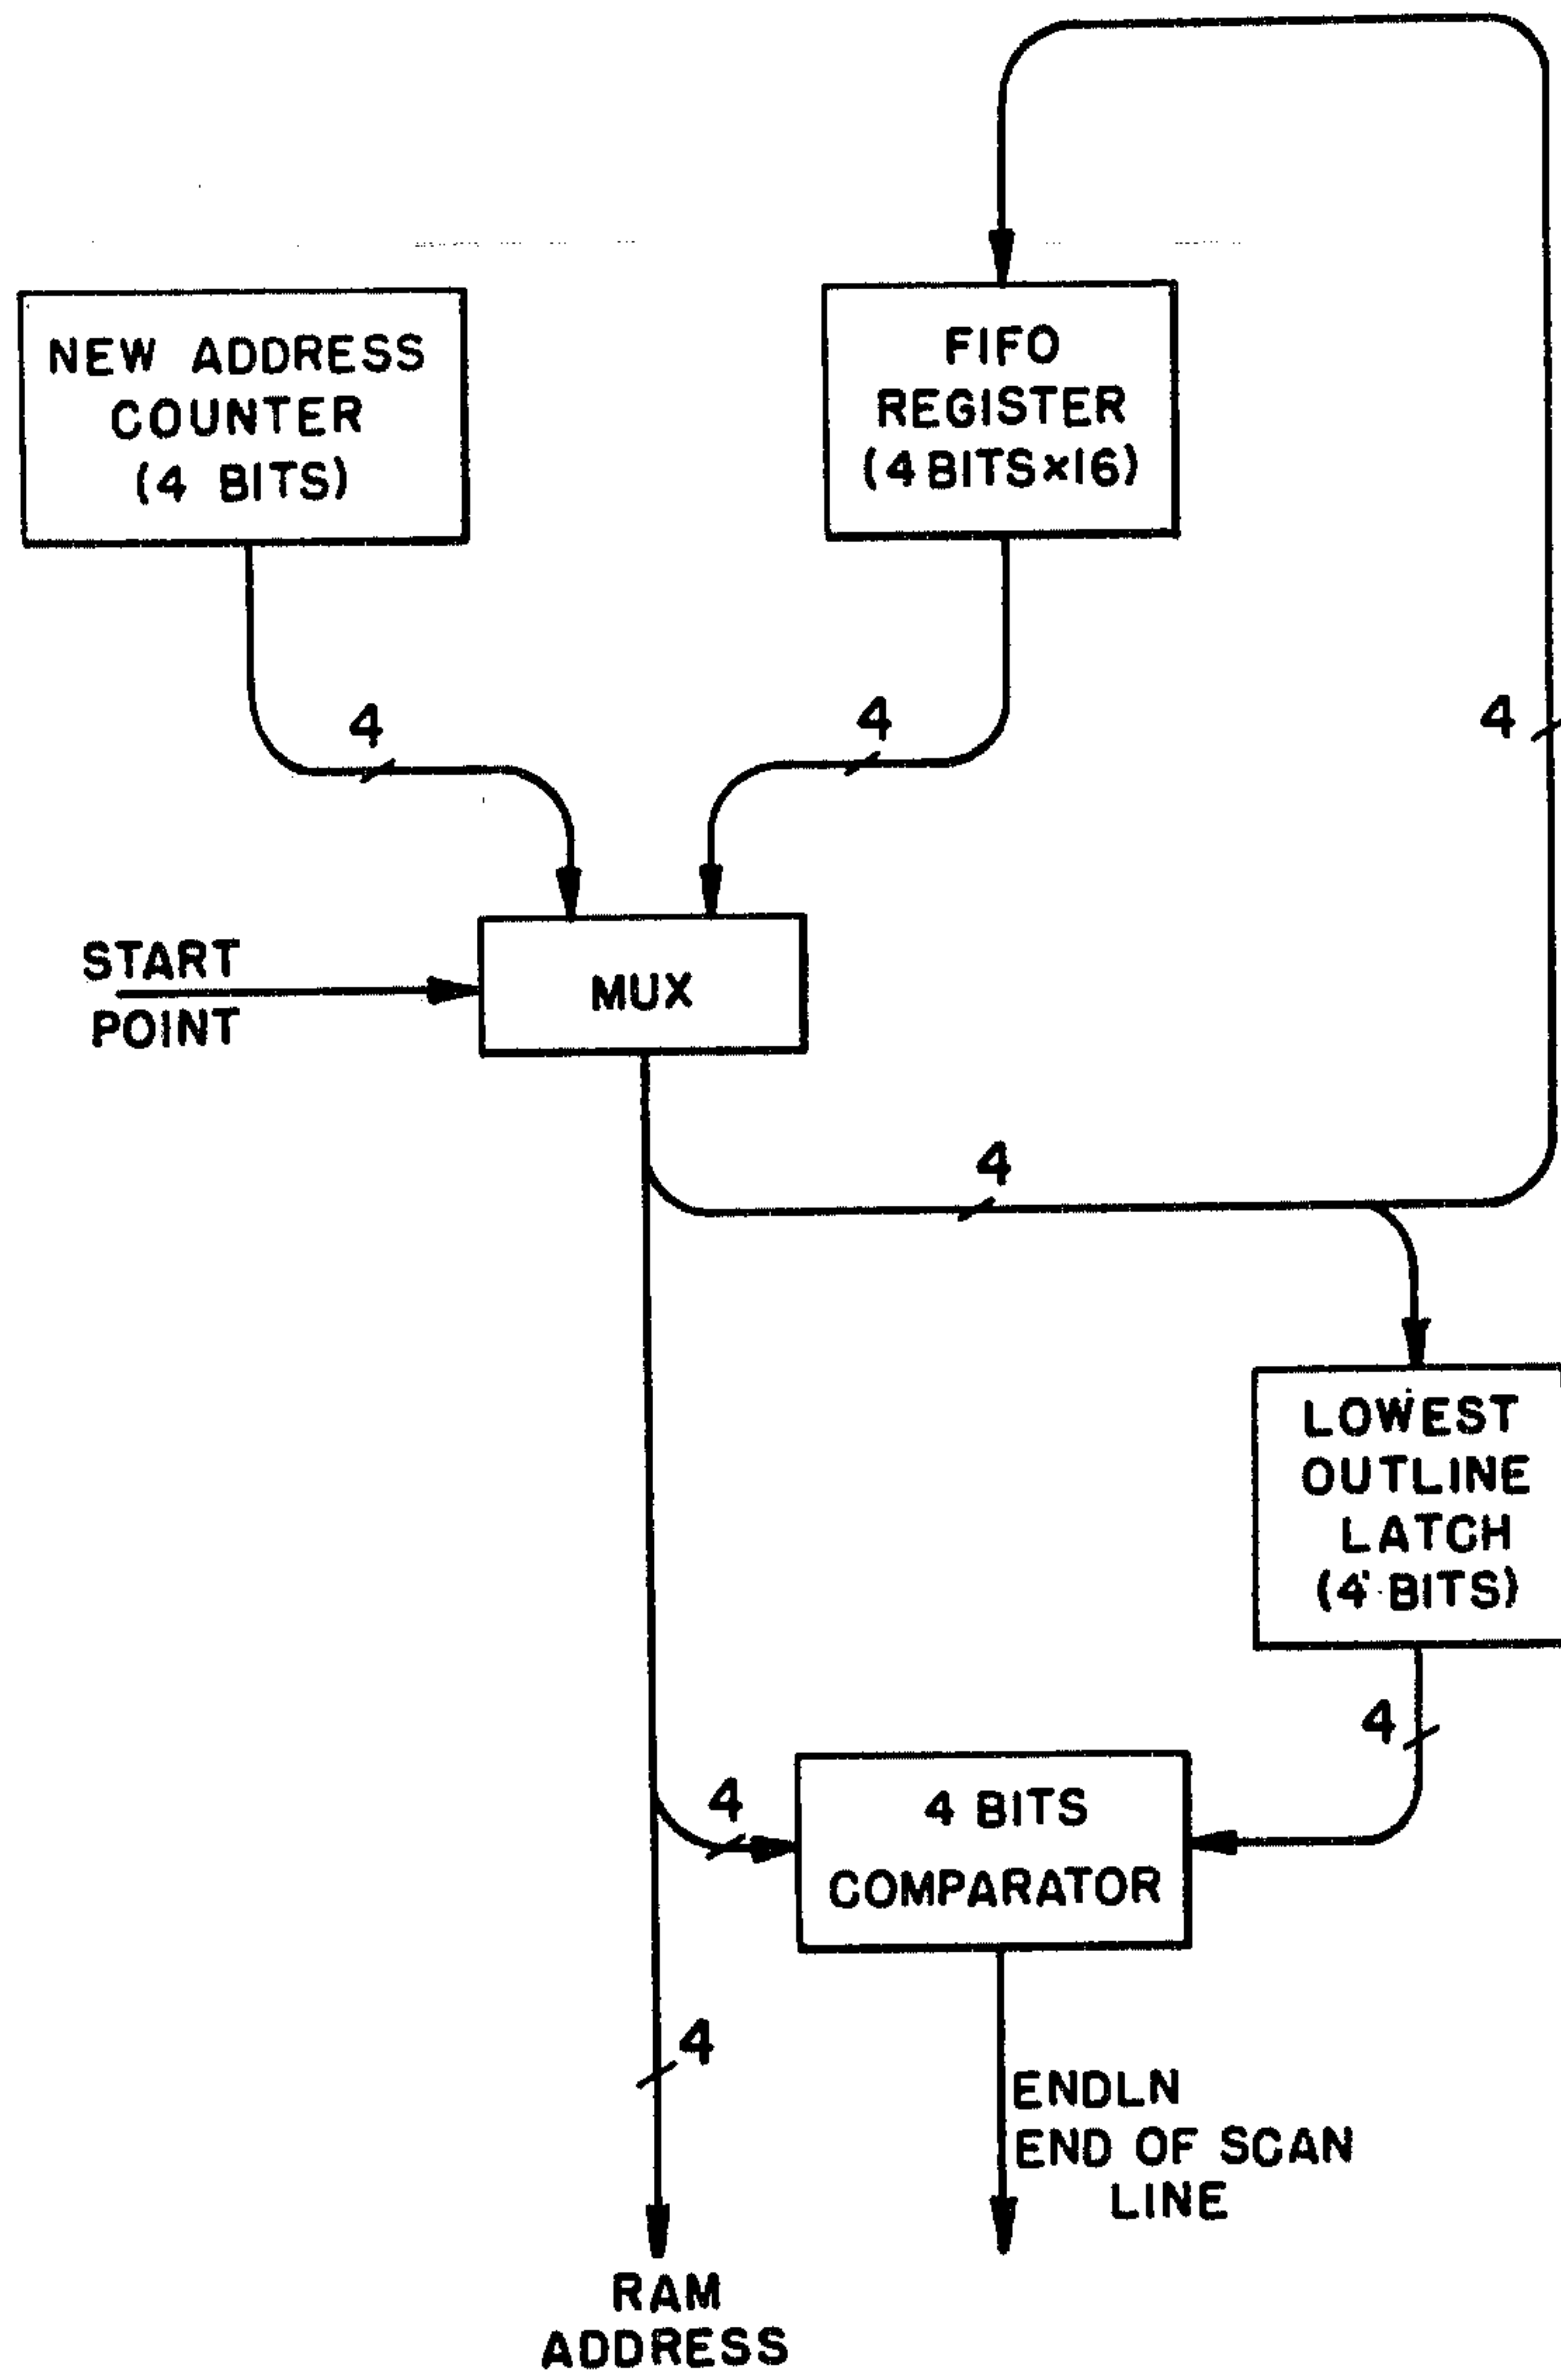 NEW ADDRESS
COUNTER
(4 BITS)
FIFO
REGISTER
(4 BITS×16)
4
4
4
START
POINT
MUX
4
LOWEST
OUTLINE
LATCH
(4 BITS)
4
4
4 BITS
COMPARATOR
4
ENDLN
END OF SCAN
LINE
RAM
ADDRESS